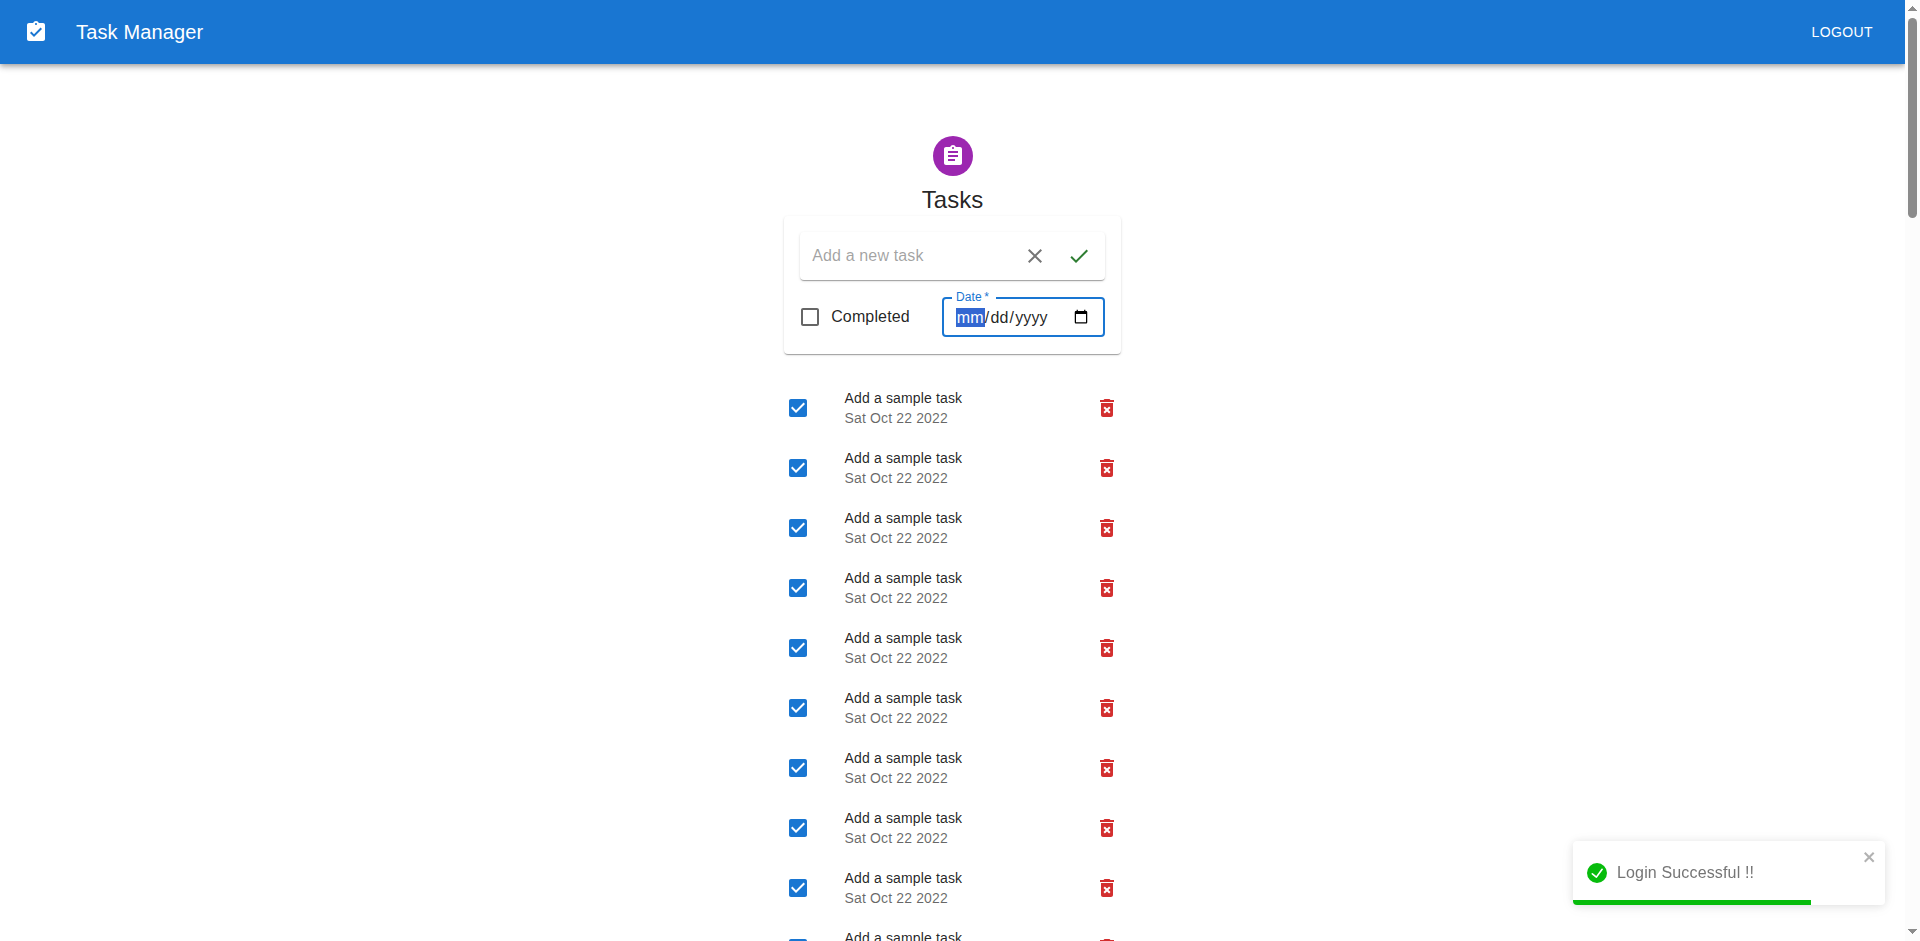 Task Manager
LOGOUT
Tasks
Add a new task
Completed
Date *
mm/dd/yyyy
Add a sample task
Sat Oct 22 2022
Add a sample task
Sat Oct 22 2022
Add a sample task
Sat Oct 22 2022
Add a sample task
Sat Oct 22 2022
Add a sample task
Sat Oct 22 2022
Add a sample task
Sat Oct 22 2022
Add a sample task
Sat Oct 22 2022
Add a sample task
Sat Oct 22 2022
Add a sample task
Sat Oct 22 2022
Add a sample task
Login Successful !!